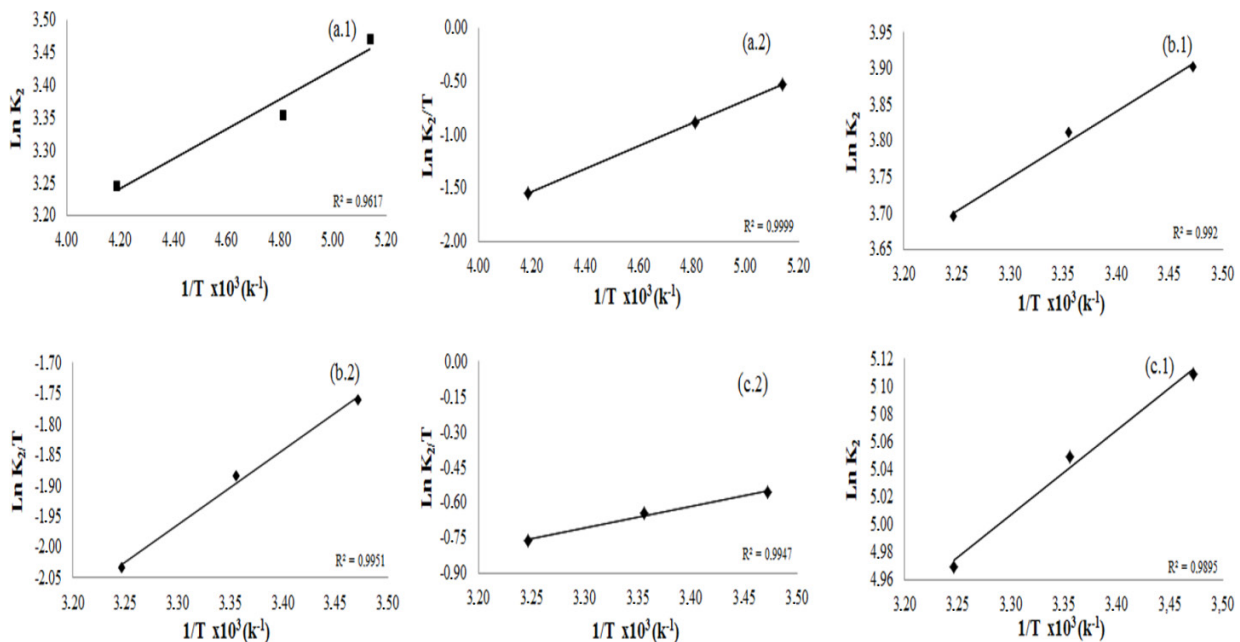 (a.1)
3.50
3.45
3.40
3.35
3.30
3.25
3.20
Ln K₂
R² = 0.9617
4.00 4.20 4.40 4.60 4.80 5.00 5.20
1/T x10³(k⁻¹)
(a.2)
0.00
-0.50
-1.00
-1.50
-2.00
Ln K₂/T
R² = 0.9999
4.00 4.20 4.40 4.60 4.80 5.00 5.20
1/T x10³(k⁻¹)
(b.1)
3.95
3.90
3.85
3.80
3.75
3.70
3.65
Ln K₂
R² = 0.992
3.20 3.25 3.30 3.35 3.40 3.45 3.50
1/T x10³(k⁻¹)
(b.2)
-1.70
-1.75
-1.80
-1.85
-1.90
-1.95
-2.00
-2.05
Ln K₂/T
R² = 0.9951
3.20 3.25 3.30 3.35 3.40 3.45 3.50
1/T x10³(k⁻¹)
(c.2)
0.00
-0.15
-0.30
-0.45
-0.60
-0.75
-0.90
Ln K₂/T
R² = 0.9947
3.20 3.25 3.30 3.35 3.40 3.45 3.50
1/T x10³(k⁻¹)
(c.1)
5.12
5.10
5.08
5.06
5.04
5.02
5.00
4.98
4.96
Ln K₂
R² = 0.9895
3.20 3.25 3.30 3.35 3.40 3,45 3,50
1/T x10³(k⁻¹)